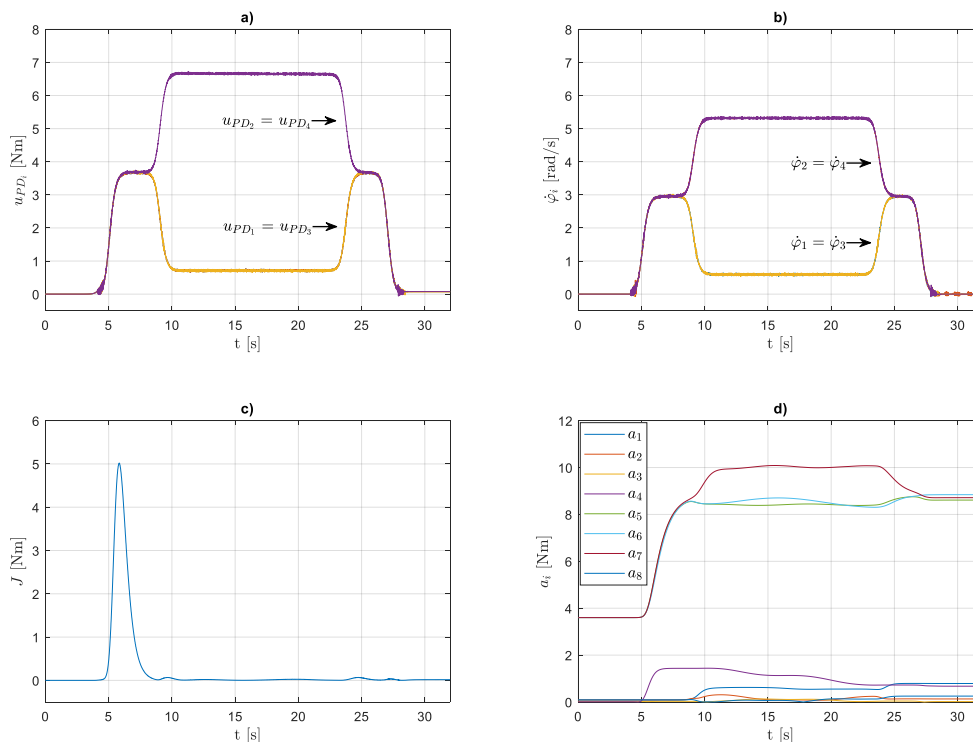 a)
8
7
6
5
4
3
2
1
0
u_{PD_i} [Nm]
u_{PD_2} = u_{PD_4}
u_{PD_1} = u_{PD_3}
0 5 10 15 20 25 30
t [s]
b)
8
7
6
5
4
3
2
1
0
φ̇_i [rad/s]
φ̇_2 = φ̇_4
φ̇_1 = φ̇_3
0 5 10 15 20 25 30
t [s]
c)
6
5
4
3
2
1
0
J [Nm]
0 5 10 15 20 25 30
t [s]
d)
12
10
8
6
4
2
0
a_i [Nm]
a_1
a_2
a_3
a_4
a_5
a_6
a_7
a_8
0 5 10 15 20 25 30
t [s]